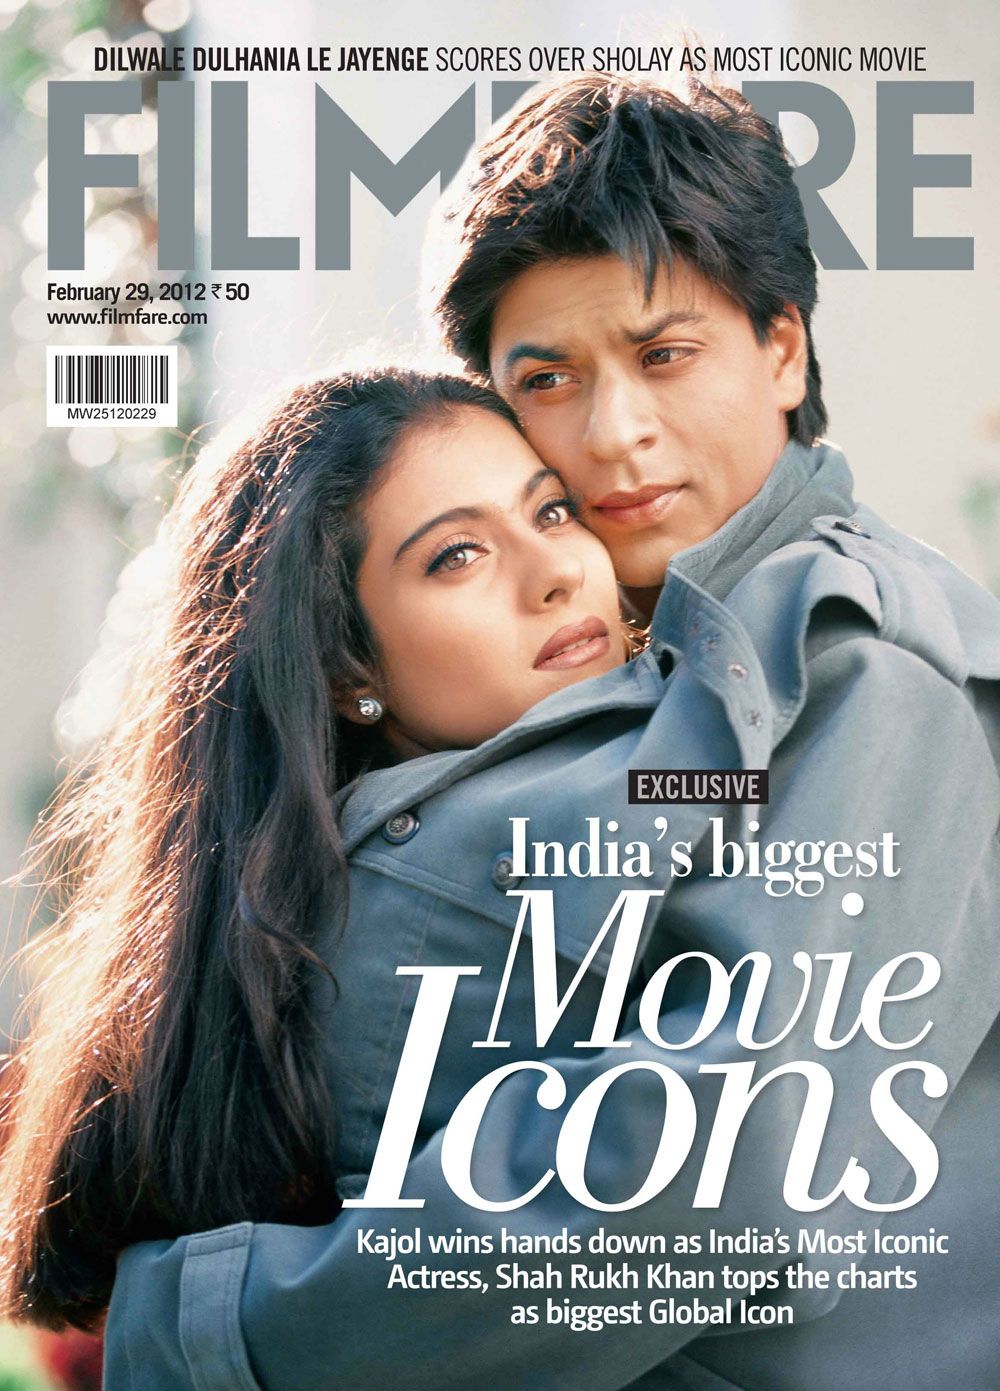 DILWALE DULHANIA LE JAYENGE SCORES OVER SHOLAY AS MOST ICONIC MOVIE
FILMFARE
February 29, 2012 ₹ 50
www.filmfare.com
MW25120229
EXCLUSIVE
India's biggest
Movie
Icons
Kajol wins hands down as India's Most Iconic
Actress, Shah Rukh Khan tops the charts
as biggest Global Icon